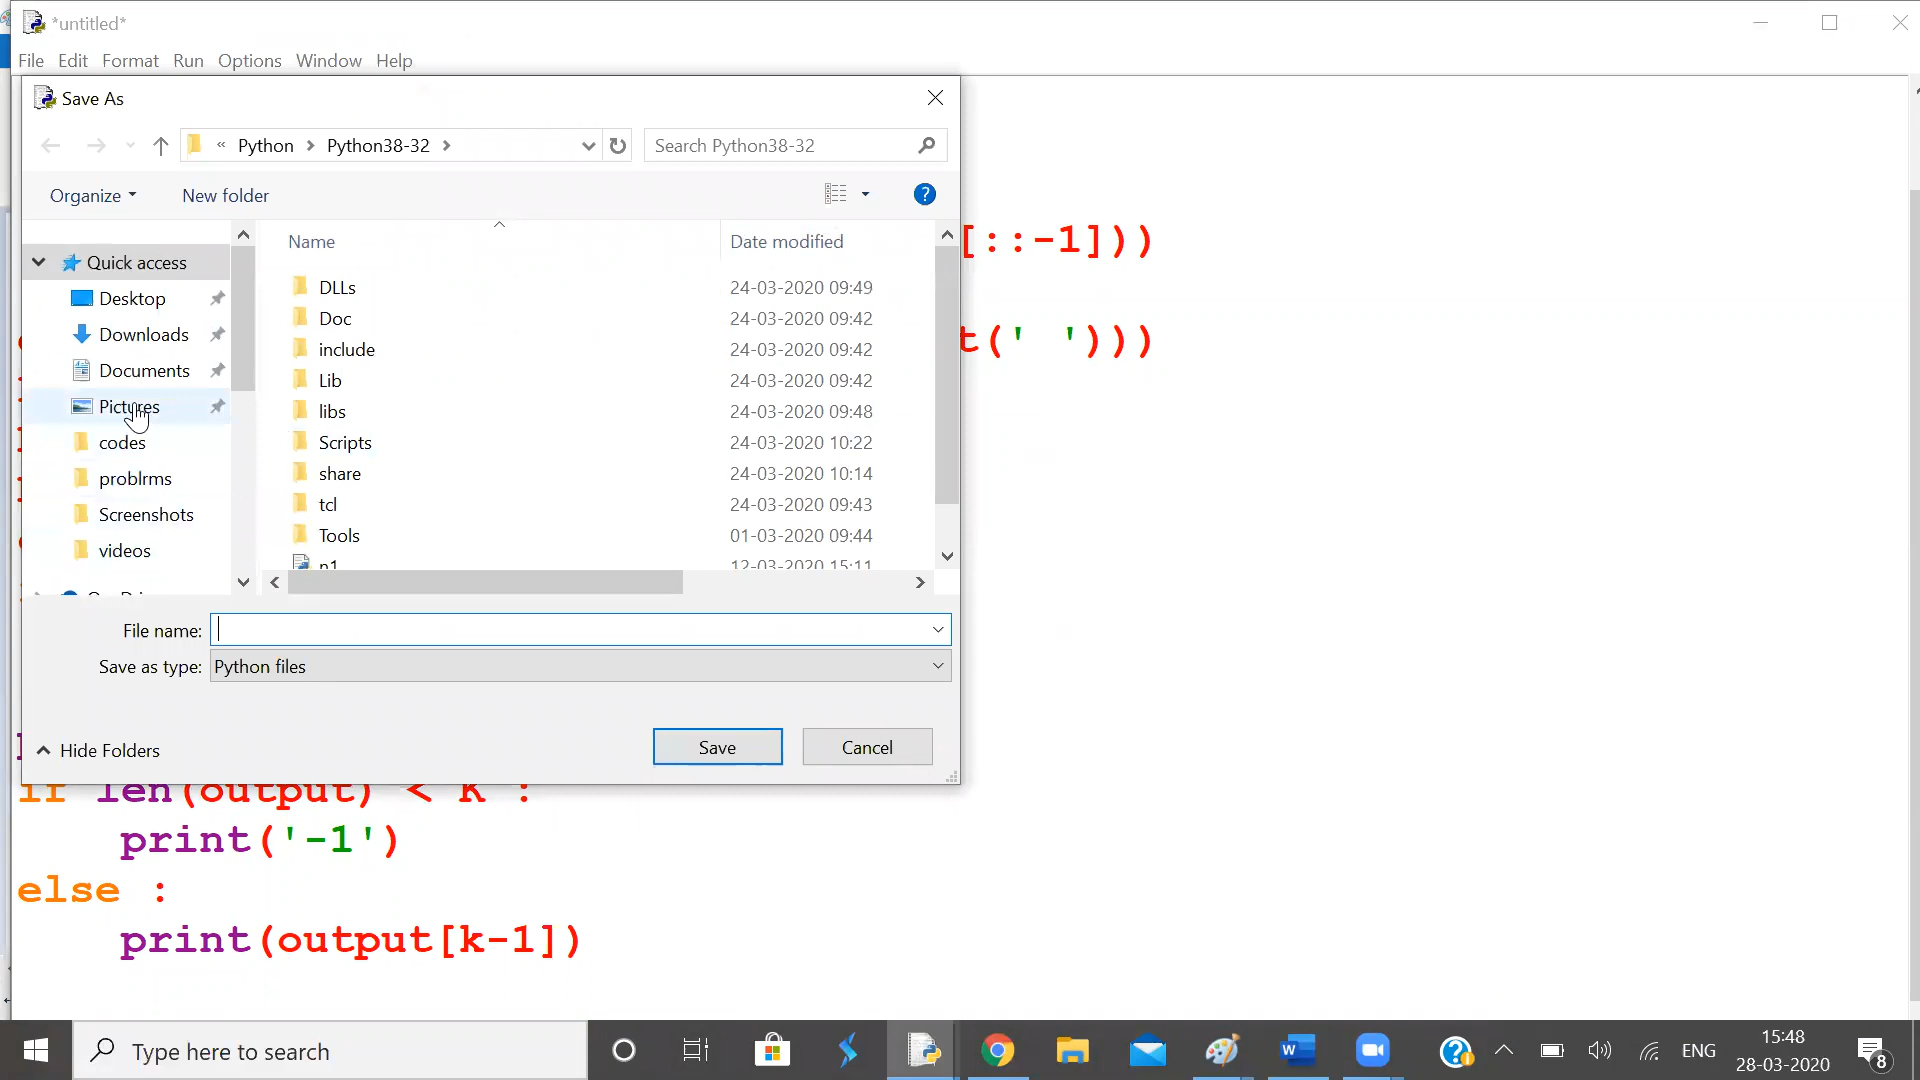 *untitled*
File Edit Format Run Options Window Help
Save As
« Python > Python38-32 >
Search Python38-32
Organize
New folder
Name
Date modified
Quick access
Desktop
Downloads
Documents
Pictures
codes
problrms
Screenshots
videos
DLLs 24-03-2020 09:49
Doc 24-03-2020 09:42
include 24-03-2020 09:42
Lib 24-03-2020 09:42
libs 24-03-2020 09:48
Scripts 24-03-2020 10:22
share 24-03-2020 10:14
tcl 24-03-2020 09:43
Tools 01-03-2020 09:44
n1 12-03-2020 15:11
File name:
Save as type: Python files
Hide Folders
Save
Cancel
[::-1]))
t(' ')))
if len(output) < K :
print('-1')
else :
print(output[k-1])
Type here to search
ENG
15:48
28-03-2020
8